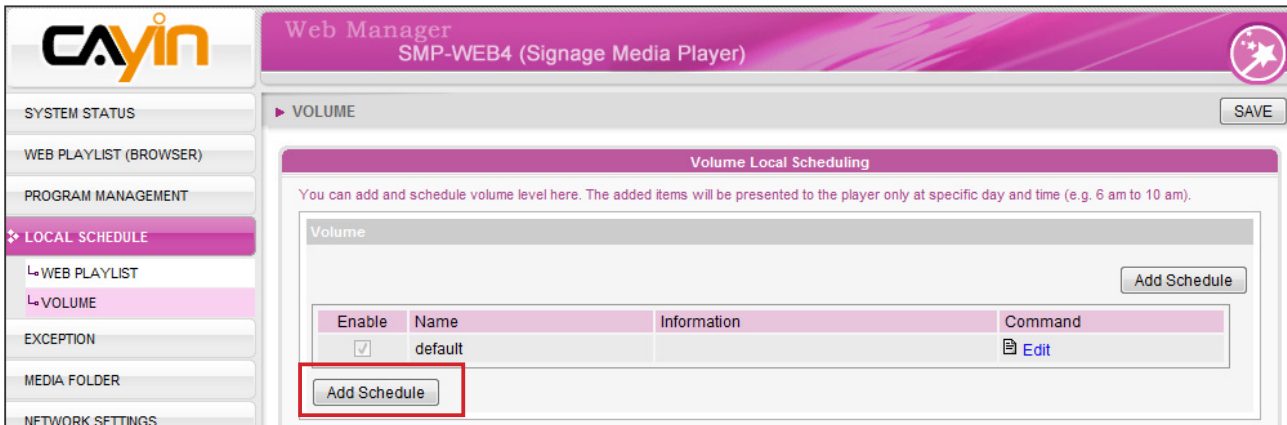 CAYIN
Web Manager
SMP-WEB4 (Signage Media Player)
SYSTEM STATUS
WEB PLAYLIST (BROWSER)
PROGRAM MANAGEMENT
LOCAL SCHEDULE
WEB PLAYLIST
VOLUME
EXCEPTION
MEDIA FOLDER
NETWORK SETTINGS
VOLUME
SAVE
Volume Local Scheduling
You can add and schedule volume level here. The added items will be presented to the player only at specific day and time (e.g. 6 am to 10 am).
Volume
Add Schedule
Enable Name Information Command
default Edit
Add Schedule